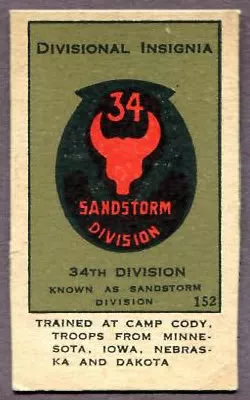 DIVISIONAL INSIGNIA
34
SANDSTORM
DIVISION
34TH DIVISION
KNOWN AS SANDSTORM
DIVISION 152
TRAINED AT CAMP CODY,
TROOPS FROM MINNE-
SOTA, IOWA, NEBRAS-
KA AND DAKOTA